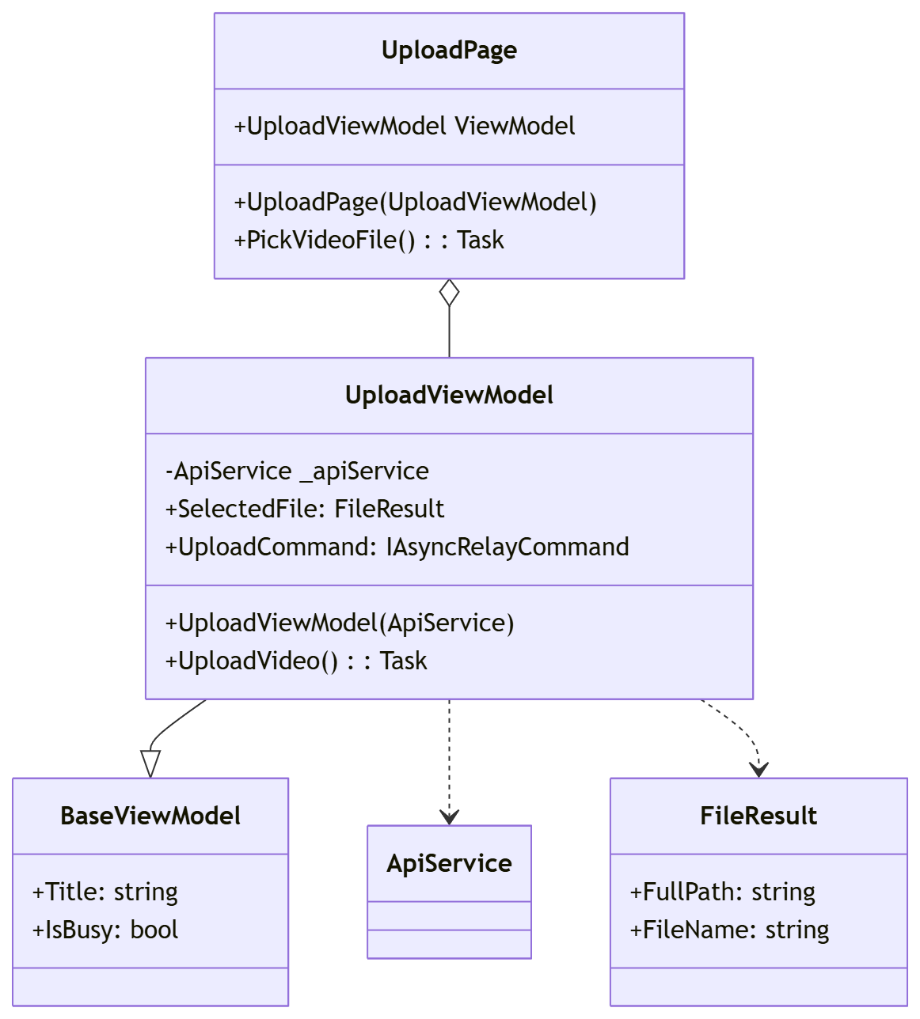 UploadPage
+UploadViewModel ViewModel
+UploadPage(UploadViewModel)
+PickVideoFile() : : Task
UploadViewModel
-ApiService _apiService
+SelectedFile: FileResult
+UploadCommand: IAsyncRelayCommand
+UploadViewModel(ApiService)
+UploadVideo() : : Task
BaseViewModel
+Title: string
+IsBusy: bool
ApiService
FileResult
+FullPath: string
+FileName: string